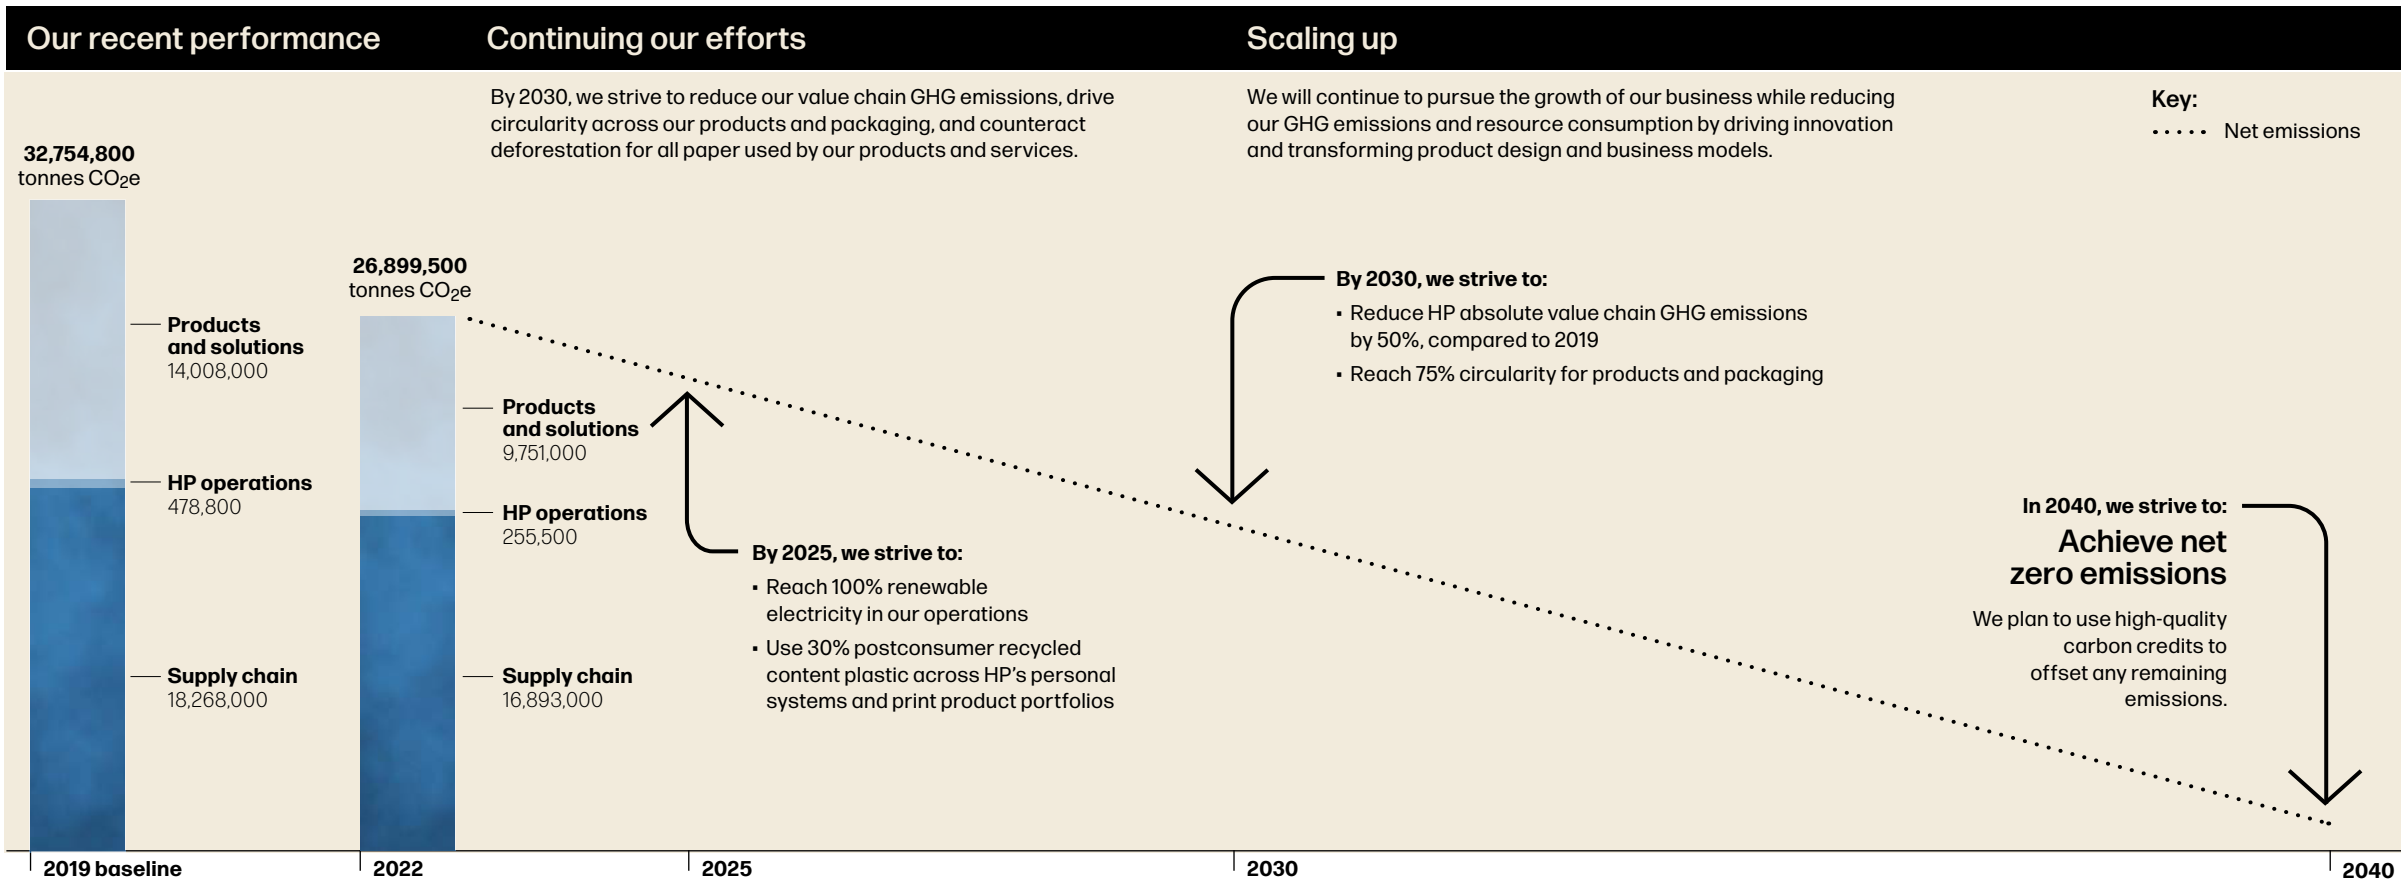 Our recent performance
Continuing our efforts
Scaling up
By 2030, we strive to reduce our value chain GHG emissions, drive
circularity across our products and packaging, and counteract
deforestation for all paper used by our products and services.
We will continue to pursue the growth of our business while reducing
our GHG emissions and resource consumption by driving innovation
and transforming product design and business models.
Key:
..... Net emissions
32,754,800
tonnes CO₂e
Products
and solutions
14,008,000
HP operations
478,800
Supply chain
18,268,000
26,899,500
tonnes CO₂e
Products
and solutions
9,751,000
HP operations
255,500
Supply chain
16,893,000
By 2025, we strive to:
▪ Reach 100% renewable
electricity in our operations
▪ Use 30% postconsumer recycled
content plastic across HP’s personal
systems and print product portfolios
By 2030, we strive to:
▪ Reduce HP absolute value chain GHG emissions
by 50%, compared to 2019
▪ Reach 75% circularity for products and packaging
In 2040, we strive to:
Achieve net
zero emissions
We plan to use high-quality
carbon credits to
offset any remaining
emissions.
2019 baseline
2022
2025
2030
2040